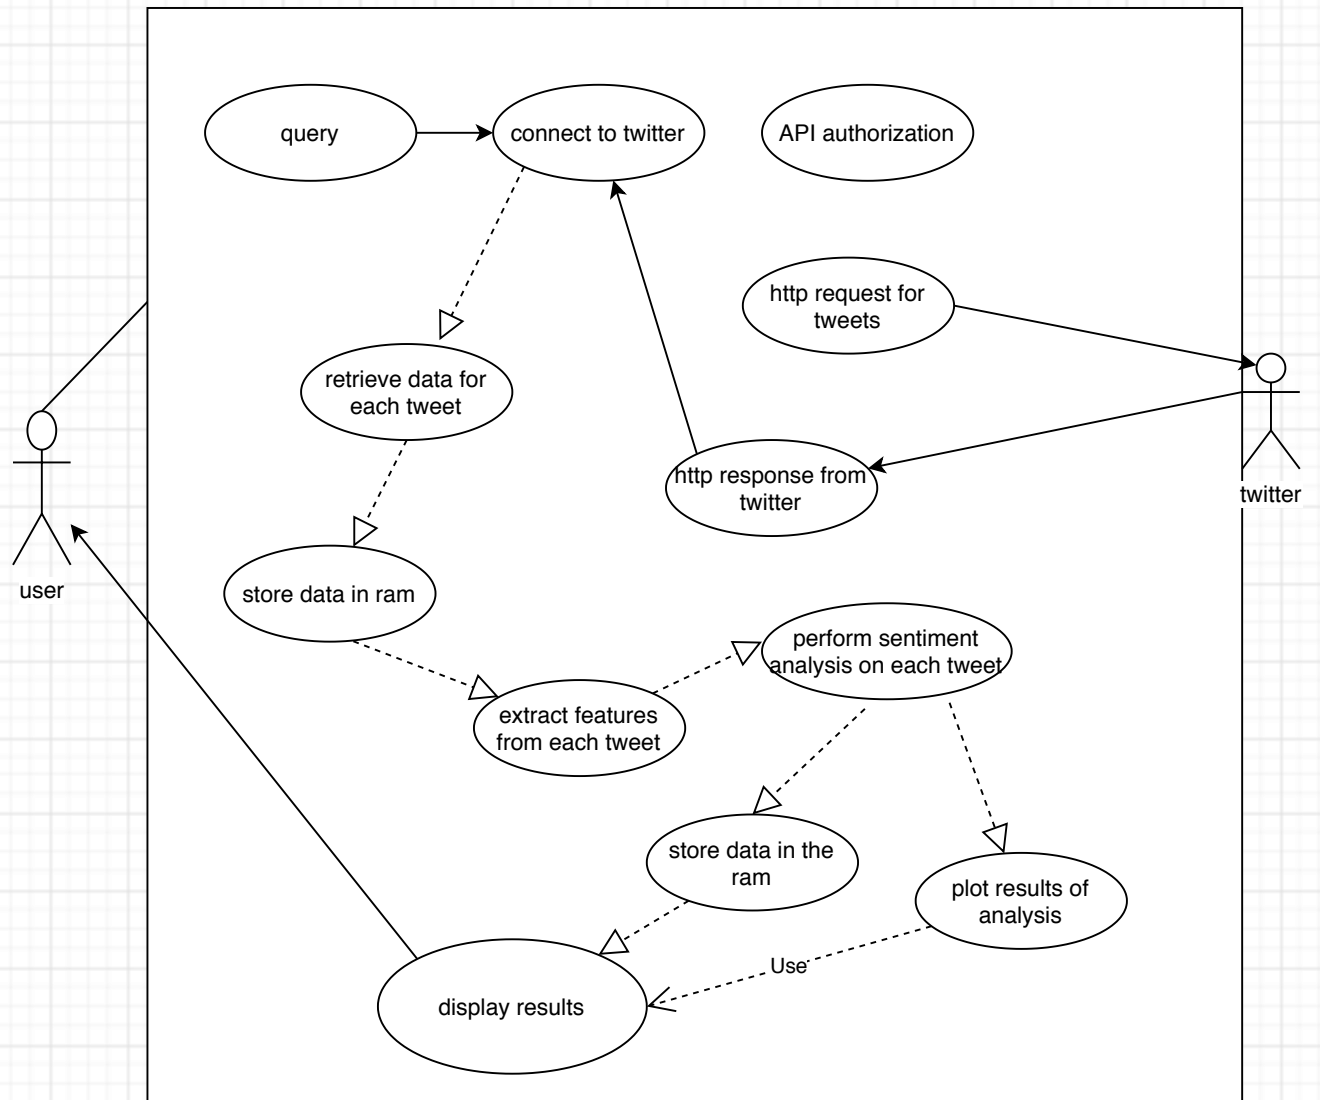 query
connect to twitter
API authorization
http request for
tweets
retrieve data for
each tweet
http response from
twitter
twitter
user
store data in ram
perform sentiment
analysis on each tweet
extract features
from each tweet
store data in the
ram
plot results of
analysis
Use
display results